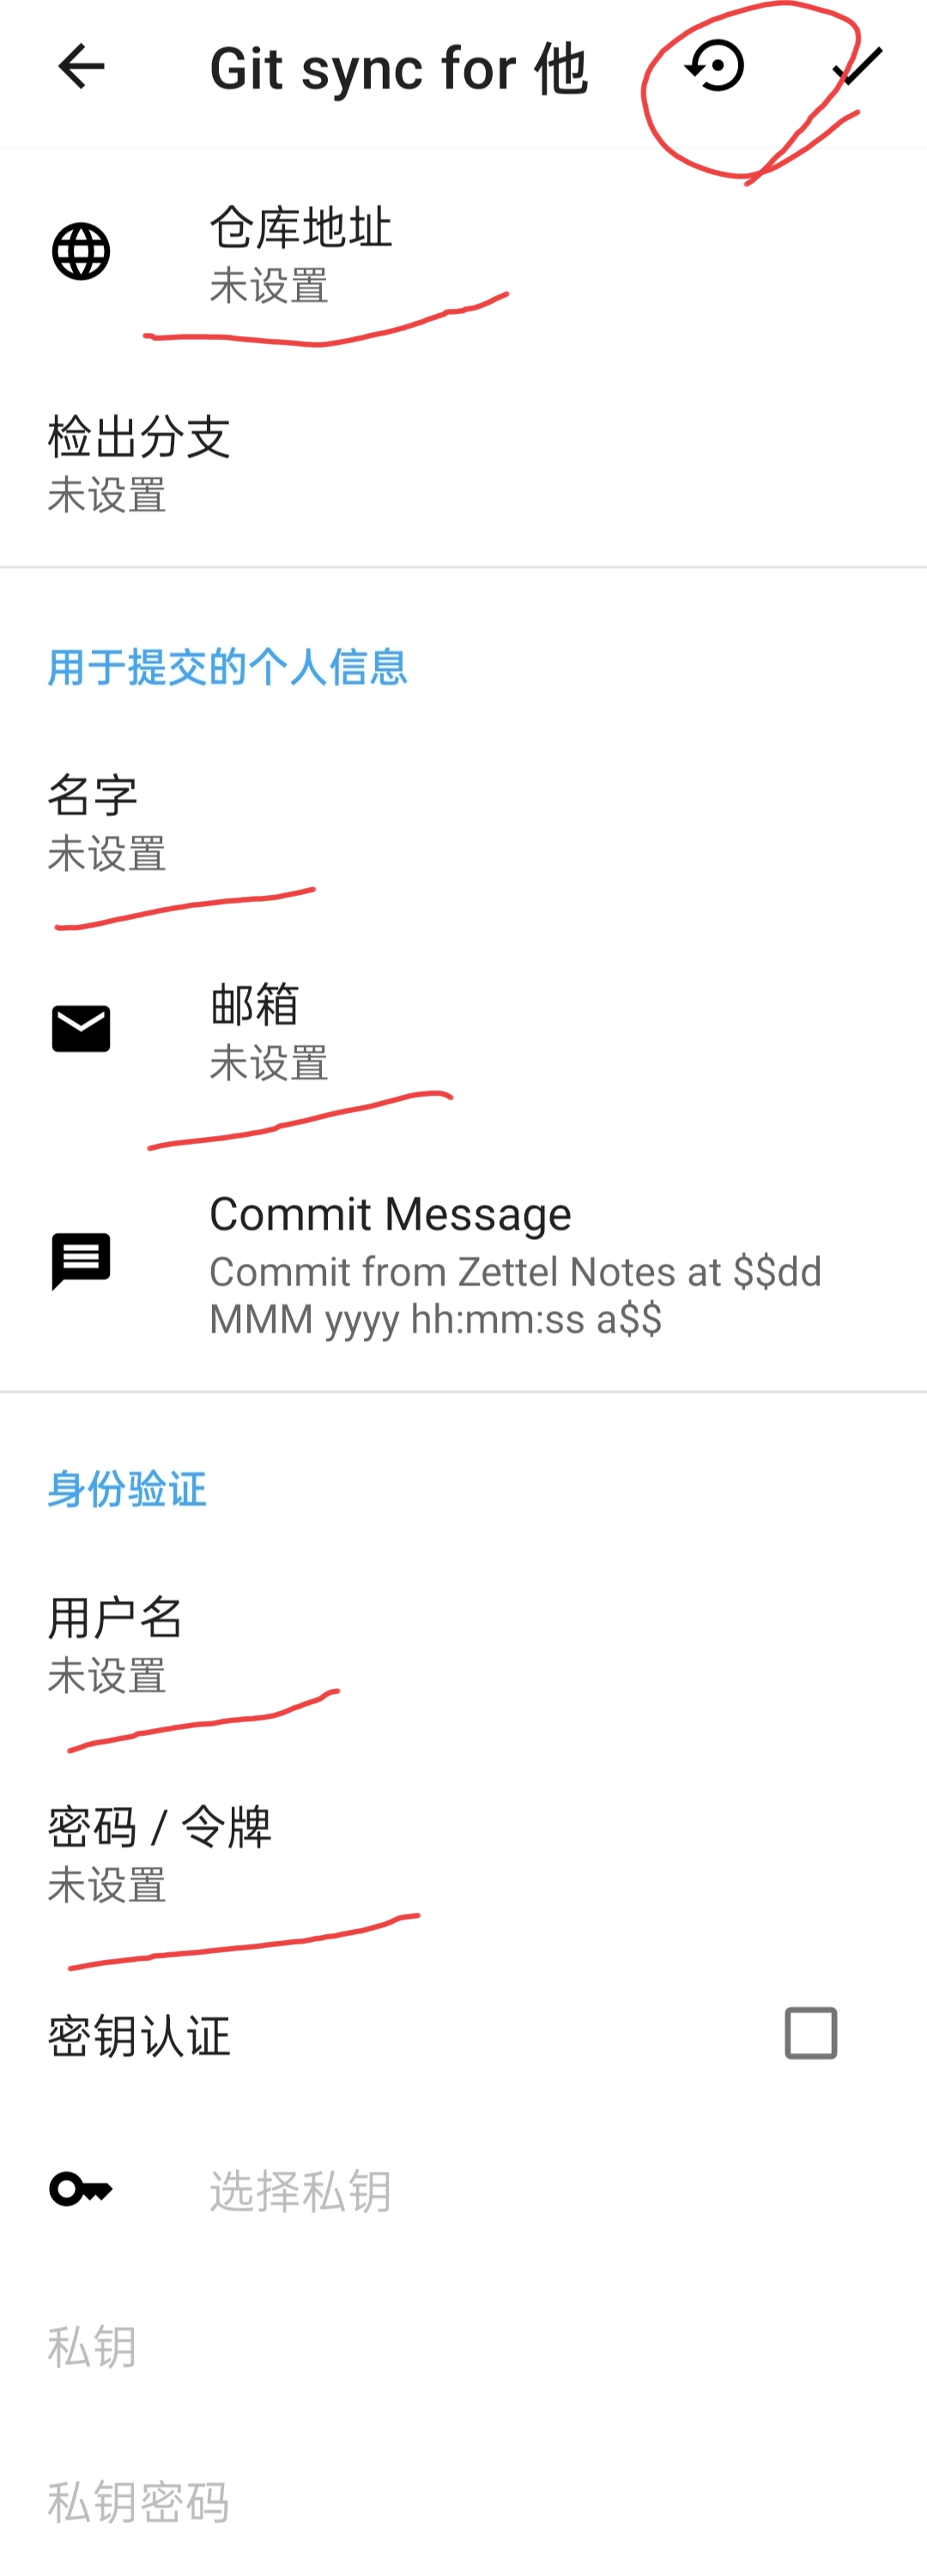 Git sync for 他
仓库地址
未设置
检出分支
未设置
用于提交的个人信息
名字
未设置
邮箱
未设置
Commit Message
Commit from Zettel Notes at $$dd
MMM yyyy hh:mm:ss a$$
身份验证
用户名
未设置
密码 / 令牌
未设置
密钥认证
选择私钥
私钥
私钥密码